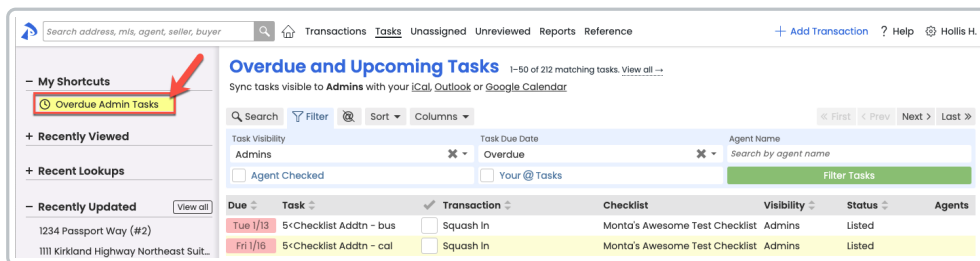 Search address, mls, agent, seller, buyer
Transactions Tasks Unassigned Unreviewed Reports Reference
+ Add Transaction ? Help Hollis H.
− My Shortcuts
Overdue Admin Tasks
+ Recently Viewed
+ Recent Lookups
− Recently Updated View all
1234 Passport Way (#2)
1111 Kirkland Highway Northeast Suit...
Overdue and Upcoming Tasks 1–50 of 212 matching tasks. View all →
Sync tasks visible to Admins with your iCal, Outlook or Google Calendar
Search Filter @ Sort Columns « First < Prev Next > Last »
Task Visibility Task Due Date Agent Name
Admins Overdue Search by agent name
Agent Checked Your @ Tasks Filter Tasks
Due Task Transaction Checklist Visibility Status Agents
Tue 1/13 5<Checklist Addtn - bus Squash In Monta's Awesome Test Checklist Admins Listed
Fri 1/16 5<Checklist Addtn - cal Squash In Monta's Awesome Test Checklist Admins Listed